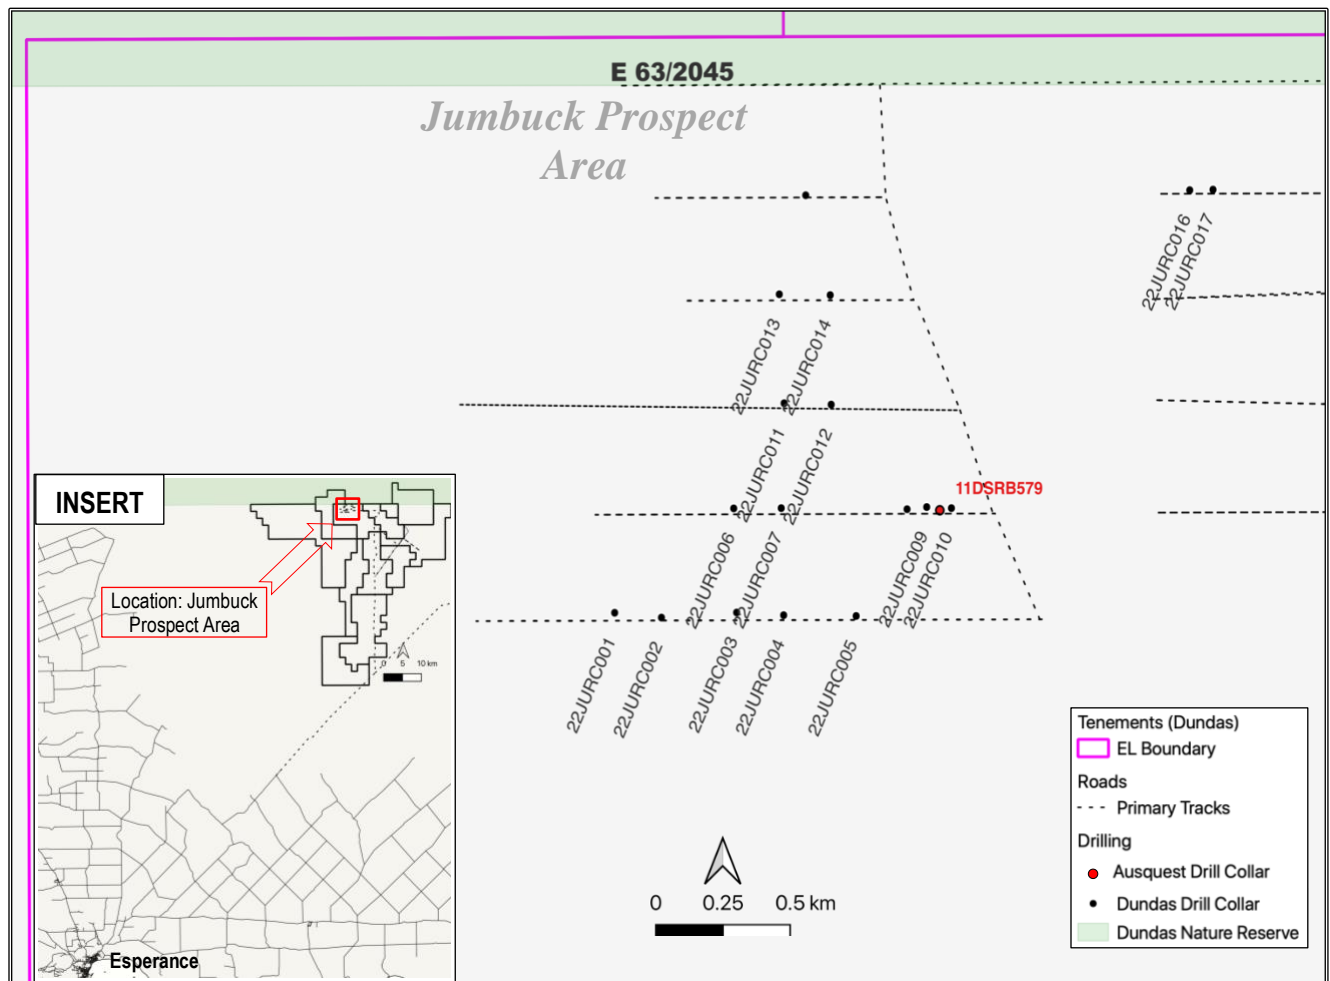 E 63/2045
Jumbuck Prospect
Area
22JURC016
22JURC017
22JURC013
22JURC014
22JURC011
22JURC012
11DSRB579
22JURC006
22JURC007
22JURC009
22JURC010
22JURC001
22JURC002
22JURC003
22JURC004
22JURC005
INSERT
Location: Jumbuck
Prospect Area
0 5 10 km
Esperance
0 0.25 0.5 km
Tenements (Dundas)
EL Boundary
Roads
Primary Tracks
Drilling
Ausquest Drill Collar
Dundas Drill Collar
Dundas Nature Reserve